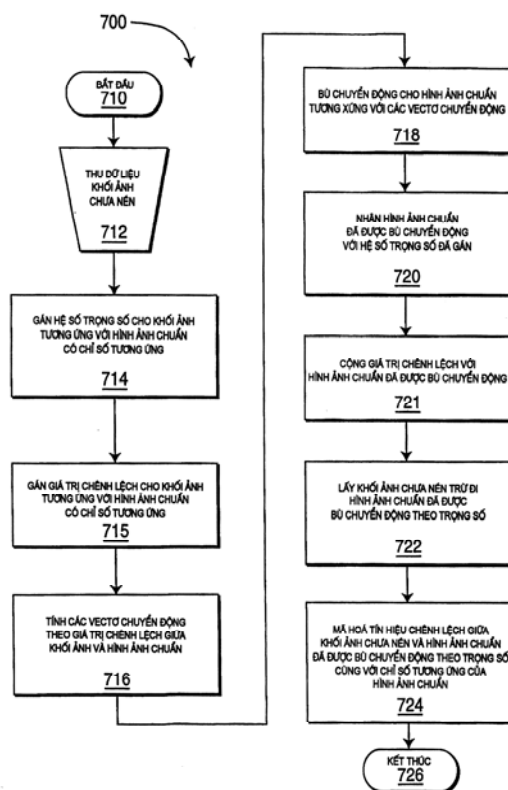 700
BẮT ĐẦU
710
THU DỮ LIỆU
KHỐI ẢNH
CHƯA NÉN
712
GÁN HỆ SỐ TRỌNG SỐ CHO KHỐI ẢNH
TƯƠNG ỨNG VỚI HÌNH ẢNH CHUẨN
CÓ CHỈ SỐ TƯƠNG ỨNG
714
GÁN GIÁ TRỊ CHÊNH LỆCH CHO KHỐI ẢNH
TƯƠNG ỨNG VỚI HÌNH ẢNH CHUẨN
CÓ CHỈ SỐ TƯƠNG ỨNG
715
TÍNH CÁC VECTƠ CHUYỂN ĐỘNG
THEO GIÁ TRỊ CHÊNH LỆCH GIỮA
KHỐI ẢNH VÀ HÌNH ẢNH CHUẨN
716
BÙ CHUYỂN ĐỘNG CHO HÌNH ẢNH CHUẨN
TƯƠNG XỨNG VỚI CÁC VECTƠ CHUYỂN ĐỘNG
718
NHÂN HÌNH ẢNH CHUẨN
ĐÃ ĐƯỢC BÙ CHUYỂN ĐỘNG
VỚI HỆ SỐ TRỌNG SỐ ĐÃ GÁN
720
CỘNG GIÁ TRỊ CHÊNH LỆCH VỚI
HÌNH ẢNH CHUẨN ĐÃ ĐƯỢC BÙ CHUYỂN ĐỘNG
721
LẤY KHỐI ẢNH CHƯA NÉN TRỪ ĐI
HÌNH ẢNH CHUẨN ĐÃ ĐƯỢC
BÙ CHUYỂN ĐỘNG THEO TRỌNG SỐ
722
MÃ HOÁ TÍN HIỆU CHÊNH LỆCH GIỮA
KHỐI ẢNH CHƯA NÉN VÀ HÌNH ẢNH CHUẨN
ĐÃ ĐƯỢC BÙ CHUYỂN ĐỘNG THEO TRỌNG SỐ
CÙNG VỚI CHỈ SỐ TƯƠNG ỨNG CỦA
HÌNH ẢNH CHUẨN
724
KẾT THÚC
726